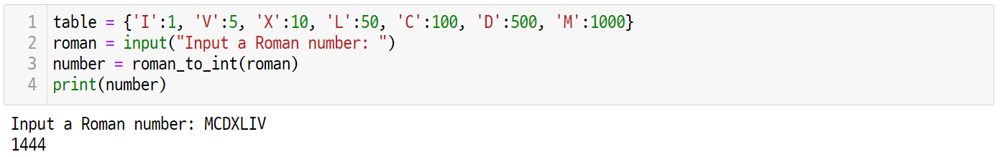 1 table = {'I':1, 'V':5, 'X':10, 'L':50, 'C':100, 'D':500, 'M':1000}
2 roman = input("Input a Roman number: ")
3 number = roman_to_int(roman)
4 print(number)
Input a Roman number: MCDXLIV
1444